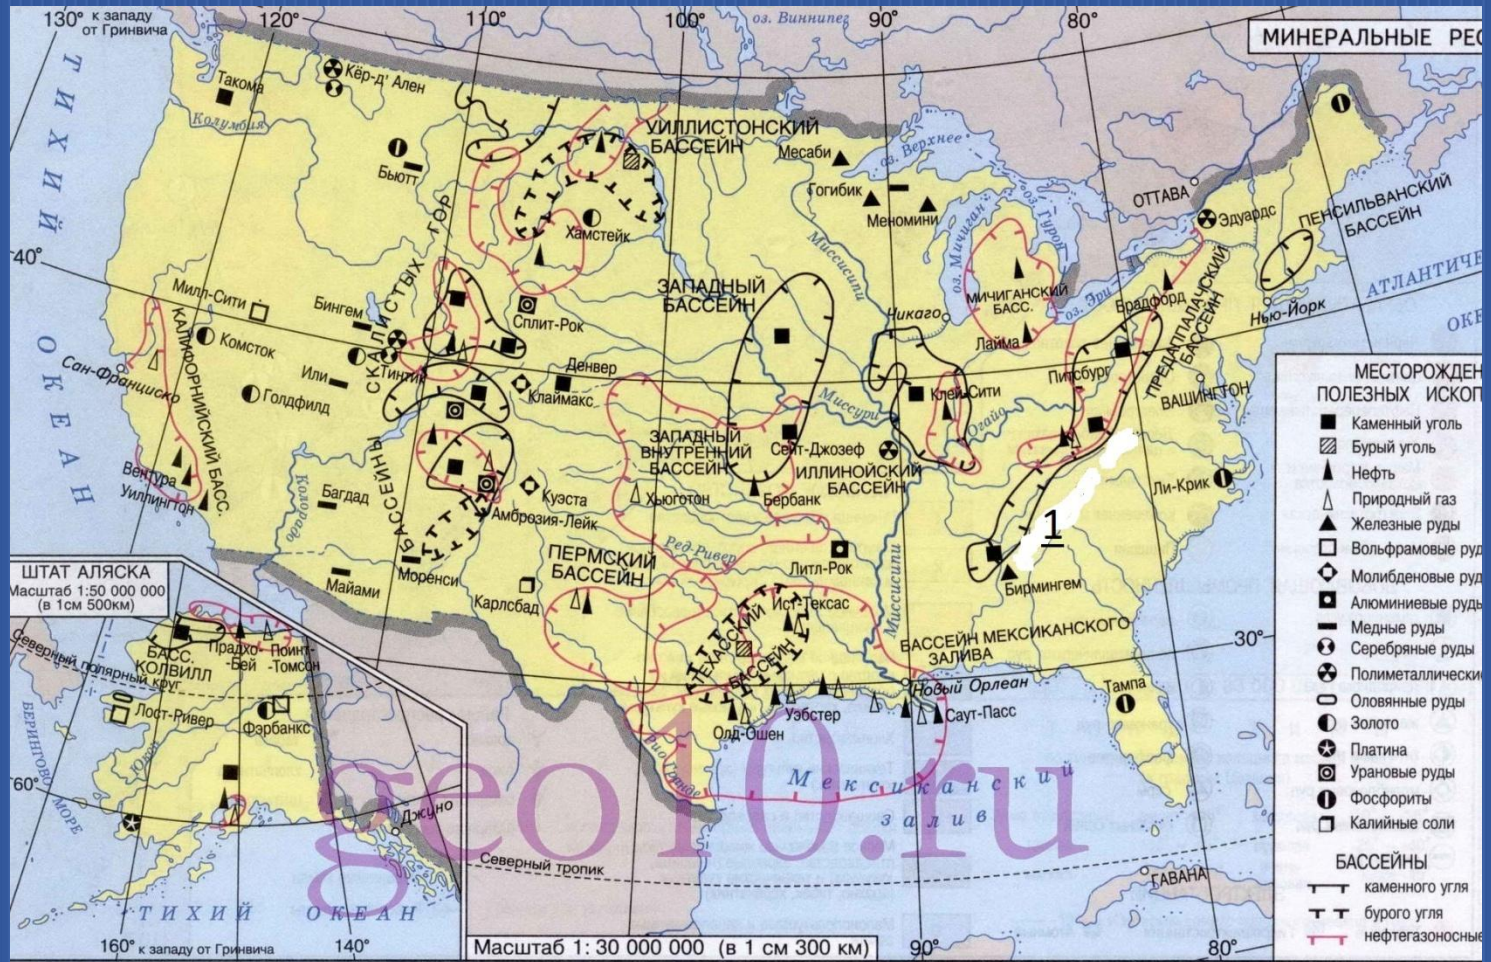 130° к западу
от Гринвича
120°
110°
100°
90°
80°
оз. Виннипег
МИНЕРАЛЬНЫЕ РЕС
Такома
Кёр-д' Ален
Колумбия
УИЛЛИСТОНСКИЙ
БАССЕЙН
Месаби
оз. Верхнее
Бьютт
Гогибик
Меномини
оз. Мичиган
оз. Гурон
ОТТАВА
Эдуардс
ПЕНСИЛЬВАНСКИЙ
БАССЕЙН
Хамстейк
Миссисипи
40°
ТИХИЙ ОКЕАН
АТЛАНТИЧЕ
ОКЕ
ЗАПАДНЫЙ
БАССЕЙН
МИЧИГАНСКИЙ
БАСС.
оз. Эри
Брадфорд
ПРЕДАППАЛАЧСКИЙ
БАССЕЙН
Нью-Йорк
Милл-Сити
Бингем
Сплит-Рок
Чикаго
Лайма
Комсток
КАЛИФОРНИЙСКИЙ БАСС.
Сан-Франциско
БАССЕЙНЫ СКАЛИСТЫХ ГОР
Или
Тинтик
Денвер
Клаймакс
Питсбург
ВАШИНГТОН
Голдфилд
Миссури
Клей-Сити
Огайо
ЗАПАДНЫЙ
ВНУТРЕННИЙ
БАССЕЙН
Сент-Джозеф
ИЛЛИНОЙСКИЙ
БАССЕЙН
Вентура
Уиллингтон
Колорадо
Багдад
Куэста
Хьюготон
Бербанк
Ли-Крик
Амброзия-Лейк
1
Ред-Ривер
ПЕРМСКИЙ
БАССЕЙН
Литл-Рок
Миссисипи
Бирмингем
Моренси
Майами
Карлсбад
Ист-Тексас
ТЕХАССКИЙ
БАССЕЙН
БАССЕЙН МЕКСИКАНСКОГО
ЗАЛИВА
30°
Новый Орлеан
Тампа
Уэбстер
Саут-Пасс
Олд-Оушен
Рио-Гранде
Мексиканский
залив
geo10.ru
Северный тропик
ГАВАНА
ШТАТ АЛЯСКА
Масштаб 1:50 000 000
(в 1см 500км)
Северный полярный круг
БАСС.
КОЛВИЛЛ
Прадхо-
-Бей
Поинт-
-Томсон
Лост-Ривер
Фэрбанкс
Юкон
БЕРИНГОВО МОРЕ
60°
Джуно
ТИХИЙ ОКЕАН
160° к западу от Гринвича
140°
Масштаб 1: 30 000 000 (в 1 см 300 км)
90°
80°
МЕСТОРОЖДЕН
ПОЛЕЗНЫХ ИСКОП
Каменный уголь
Бурый уголь
Нефть
Природный газ
Железные руды
Вольфрамовые руд
Молибденовые руд
Алюминиевые руды
Медные руды
Серебряные руды
Полиметаллически
Оловянные руды
Золото
Платина
Урановые руды
Фосфориты
Калийные соли
БАССЕЙНЫ
каменного угля
бурого угля
нефтегазоносные